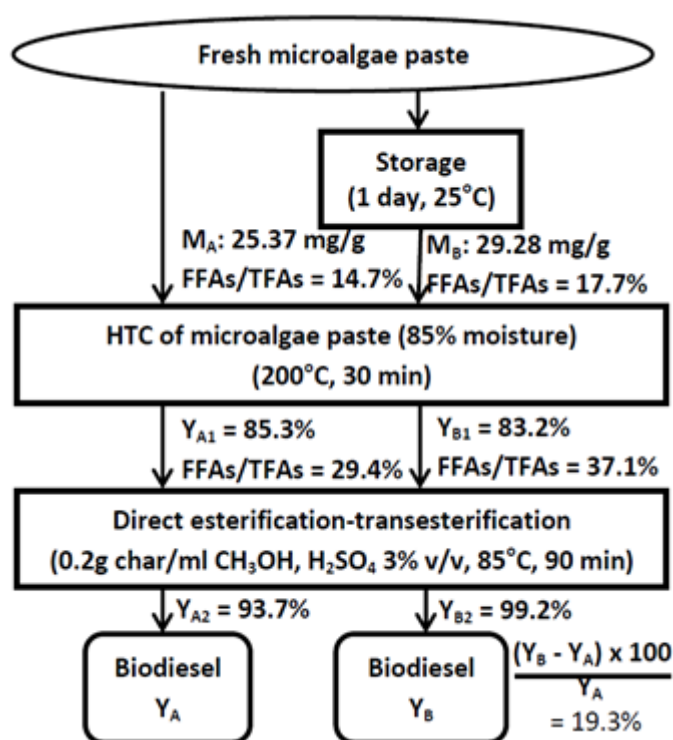 Fresh microalgae paste
Storage
(1 day, 25°C)
M_A: 25.37 mg/g
FFAs/TFAs = 14.7%
M_B: 29.28 mg/g
FFAs/TFAs = 17.7%
HTC of microalgae paste (85% moisture)
(200°C, 30 min)
Y_A1 = 85.3%
FFAs/TFAs = 29.4%
Y_B1 = 83.2%
FFAs/TFAs = 37.1%
Direct esterification-transesterification
(0.2g char/ml CH₃OH, H₂SO₄ 3% v/v, 85°C, 90 min)
Y_A2 = 93.7%
Y_B2 = 99.2%
Biodiesel
Y_A
Biodiesel
Y_B
(Y_B - Y_A) x 100
Y_A
= 19.3%